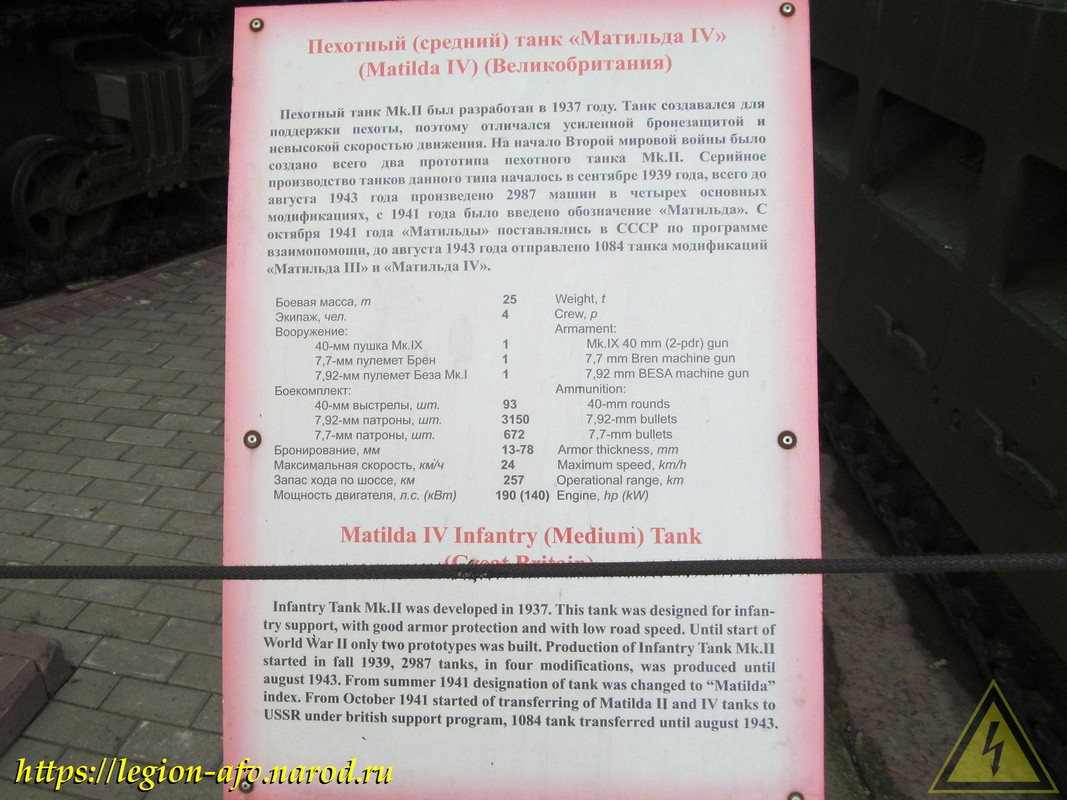 Пехотный (средний) танк «Матильда IV»
(Matilda IV) (Великобритания)
Пехотный танк Mk.II был разработан в 1937 году. Танк создавался для
поддержки пехоты, поэтому отличался усиленной бронезащитой и
невысокой скоростью движения. На начало Второй мировой войны было
создано всего два прототипа пехотного танка Mk.II. Серийное
производство танков данного типа началось в сентябре 1939 года, всего до
августа 1943 года произведено 2987 машин в четырех основных
модификациях, с 1941 года было введено обозначение «Матильда». С
октября 1941 года «Матильды» поставлялись в СССР по программе
взаимопомощи, до августа 1943 года отправлено 1084 танка модификаций
«Матильда III» и «Матильда IV».
Боевая масса, т 25 Weight, t
Экипаж, чел. 4 Crew, p
Вооружение: Armament:
40-мм пушка Mk.IX 1 Mk.IX 40 mm (2-pdr) gun
7,7-мм пулемет Брен 1 7,7 mm Bren machine gun
7,92-мм пулемет Беза Mk.I 1 7,92 mm BESA machine gun
Боекомплект: Ammunition:
40-мм выстрелы, шт. 93 40-mm rounds
7,92-мм патроны, шт. 3150 7,92-mm bullets
7,7-мм патроны, шт. 672 7,7-mm bullets
Бронирование, мм 13-78 Armor thickness, mm
Максимальная скорость, км/ч 24 Maximum speed, km/h
Запас хода по шоссе, км 257 Operational range, km
Мощность двигателя, л.с. (кВт) 190 (140) Engine, hp (kW)
Matilda IV Infantry (Medium) Tank
(Great Britain)
Infantry Tank Mk.II was developed in 1937. This tank was designed for infan-
try support, with good armor protection and with low road speed. Until start of
World War II only two prototypes was built. Production of Infantry Tank Mk.II
started in fall 1939, 2987 tanks, in four modifications, was produced until
august 1943. From summer 1941 designation of tank was changed to “Matilda”
index. From October 1941 started of transferring of Matilda II and IV tanks to
USSR under british support program, 1084 tank transferred until august 1943.
https://legion-afv.narod.ru